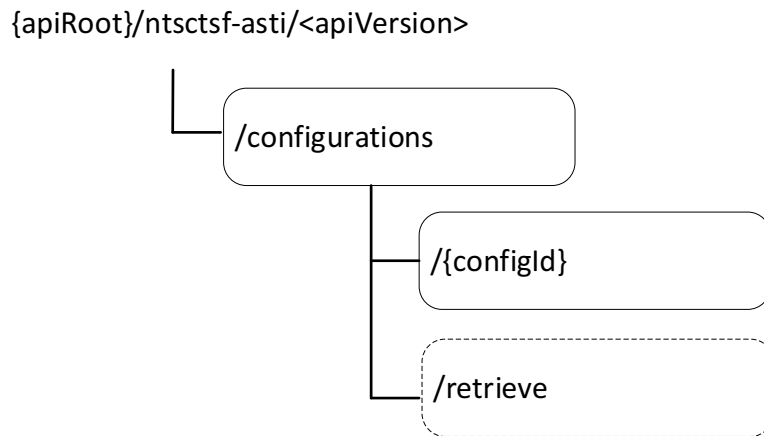 {apiRoot}/ntsctsf-asti/<apiVersion>
/configurations
/{configId}
/retrieve